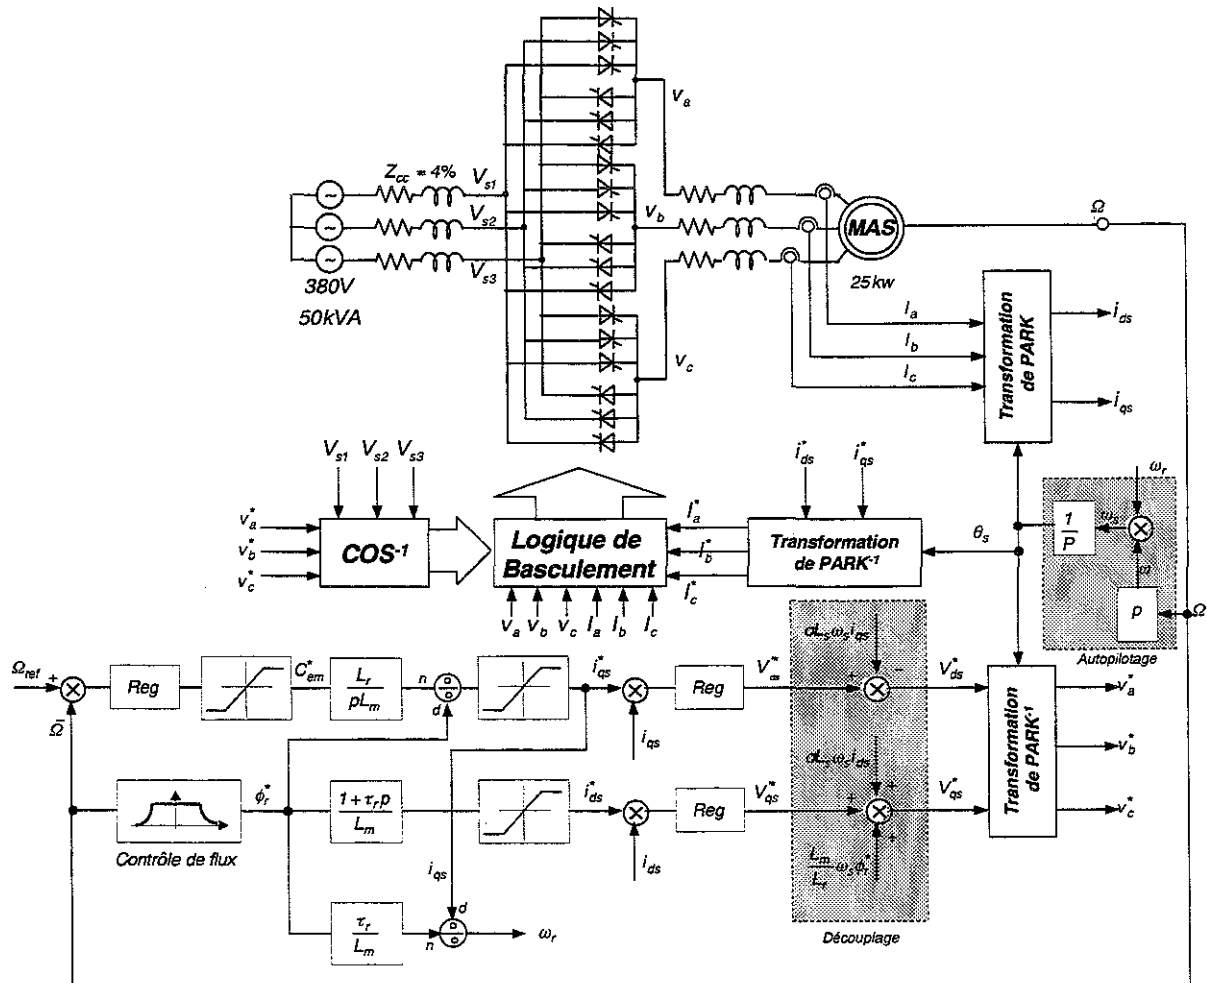 Z_cc = 4%
V_s1
V_s2
V_s3
380V
50kVA
v_a
v_b
v_c
MAS
25kw
Ω
I_a
I_b
I_c
Transformation de PARK
i_ds
i_qs
V_s1 V_s2 V_s3
v_a^*
v_b^*
v_c^*
COS^-1
Logique de
Basculement
v_a v_b v_c I_a I_b I_c
I_a^*
I_b^*
I_c^*
i_ds^* i_qs^*
Transformation
de PARK^-1
θ_s
1/P
ω_s
ω_r
ω
p
Ω
Autopilotage
Ω_ref
+
Ω
Reg
C_em^*
L_r/pL_m
n
d
i_qs^*
i_qs
Reg
V_ds^*
σL_sω_s i_qs
+
-
V_ds^*
Transformation de PARK^-1
v_a^*
v_b^*
v_c^*
Contrôle de flux
ϕ_r^*
1+τ_r p/L_m
i_ds^*
i_ds
Reg
V_qs^*
σL_sω_s i_ds
+
+
+
L_m/L_r ω_s ϕ_r^*
V_qs^*
Découplage
τ_r/L_m
i_qs
d
n
ω_r